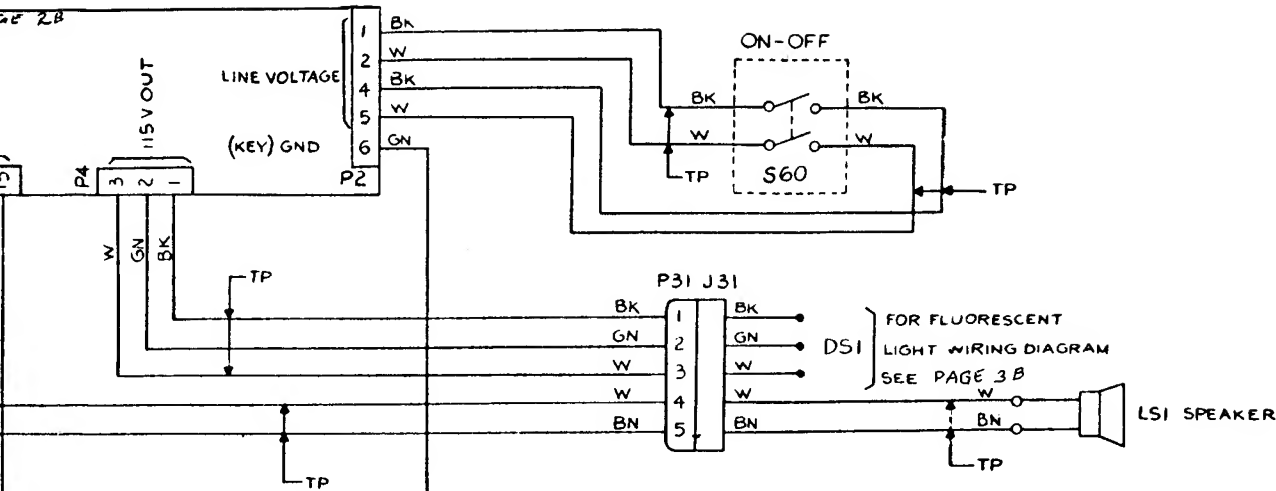 GE 2B
LINE VOLTAGE
(KEY) GND
1
2
4
5
6
P2
BK
W
BK
W
GN
115V OUT
P4
3
2
1
W
GN
BK
TP
ON-OFF
BK
W
S60
BK
W
TP
TP
P31 J31
BK
GN
W
W
BN
1
2
3
4
5
BK
GN
W
W
BN
DS1
FOR FLUORESCENT
LIGHT WIRING DIAGRAM
SEE PAGE 3B
W
BN
LS1 SPEAKER
TP
TP